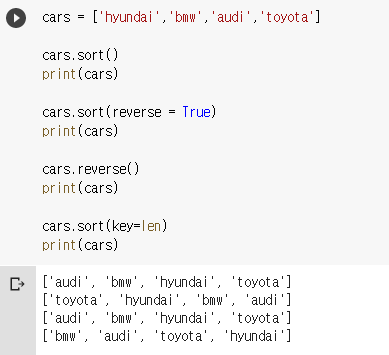 cars = ['hyundai','bmw','audi','toyota']
cars.sort()
print(cars)
cars.sort(reverse = True)
print(cars)
cars.reverse()
print(cars)
cars.sort(key=len)
print(cars)
['audi', 'bmw', 'hyundai', 'toyota']
['toyota', 'hyundai', 'bmw', 'audi']
['audi', 'bmw', 'hyundai', 'toyota']
['bmw', 'audi', 'toyota', 'hyundai']